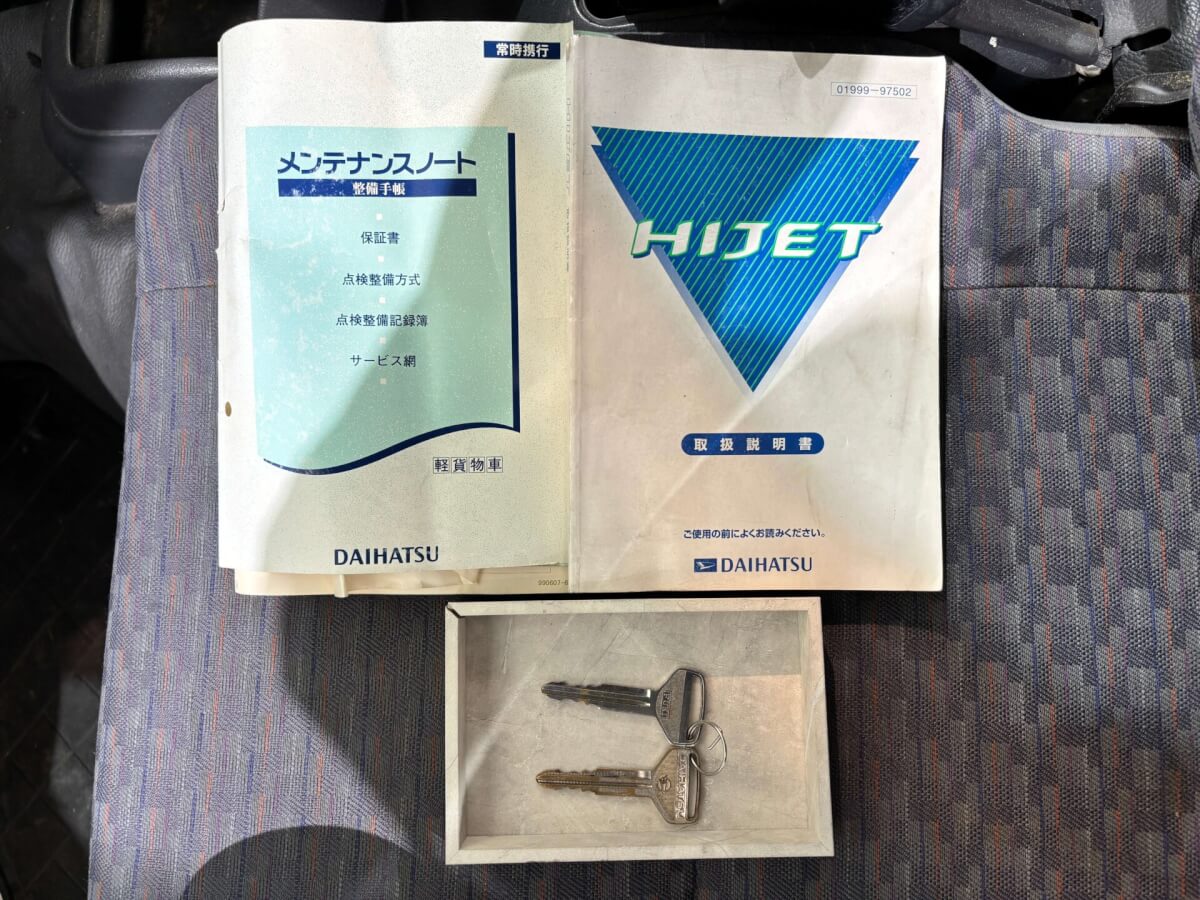 常時携行
メンテナンスノート
整備手帳
保証書
点検整備方式
点検整備記録簿
サービス網
軽貨物車
DAIHATSU
990607-6
01999-97502
HIJET
取扱説明書
ご使用の前によくお読みください。
DAIHATSU
DAIHATSU